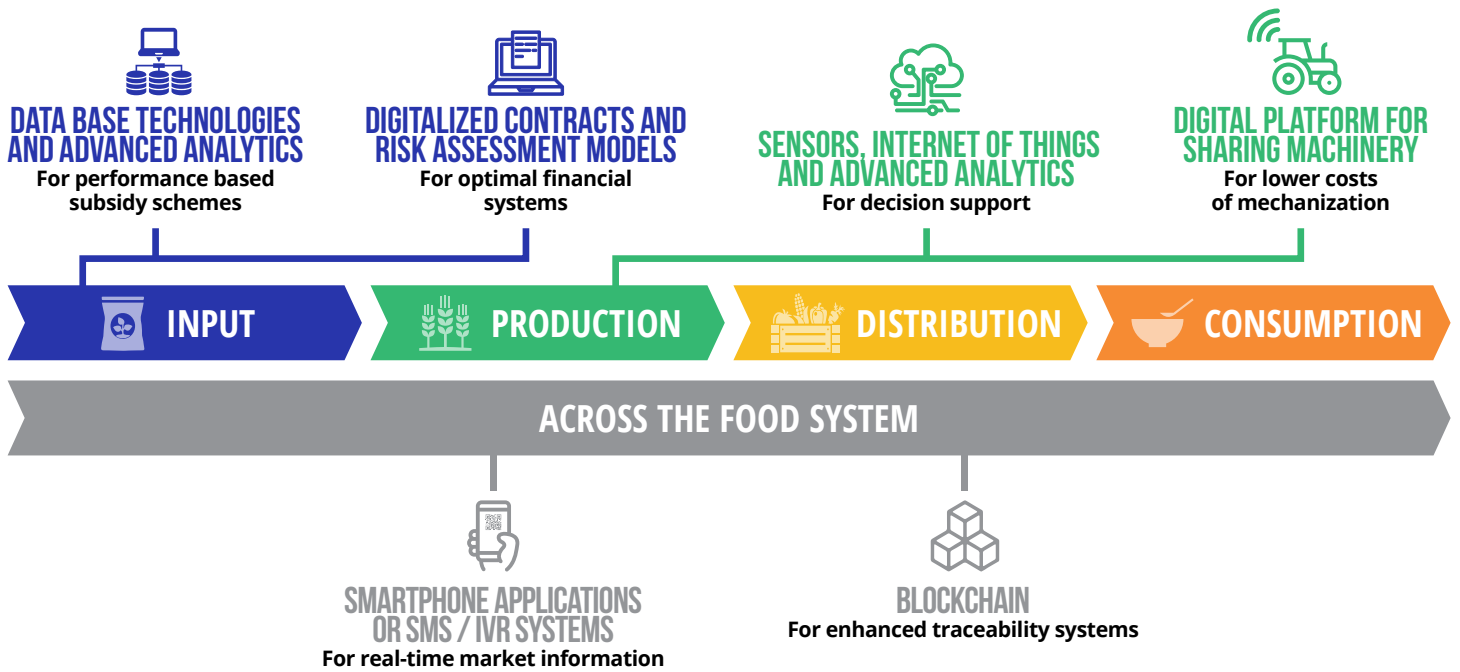 DATA BASE TECHNOLOGIES
AND ADVANCED ANALYTICS
For performance based
subsidy schemes
DIGITALIZED CONTRACTS AND
RISK ASSESSMENT MODELS
For optimal financial
systems
SENSORS, INTERNET OF THINGS
AND ADVANCED ANALYTICS
For decision support
DIGITAL PLATFORM FOR
SHARING MACHINERY
For lower costs
of mechanization
INPUT
PRODUCTION
DISTRIBUTION
CONSUMPTION
ACROSS THE FOOD SYSTEM
SMARTPHONE APPLICATIONS
OR SMS / IVR SYSTEMS
For real-time market information
BLOCKCHAIN
For enhanced traceability systems